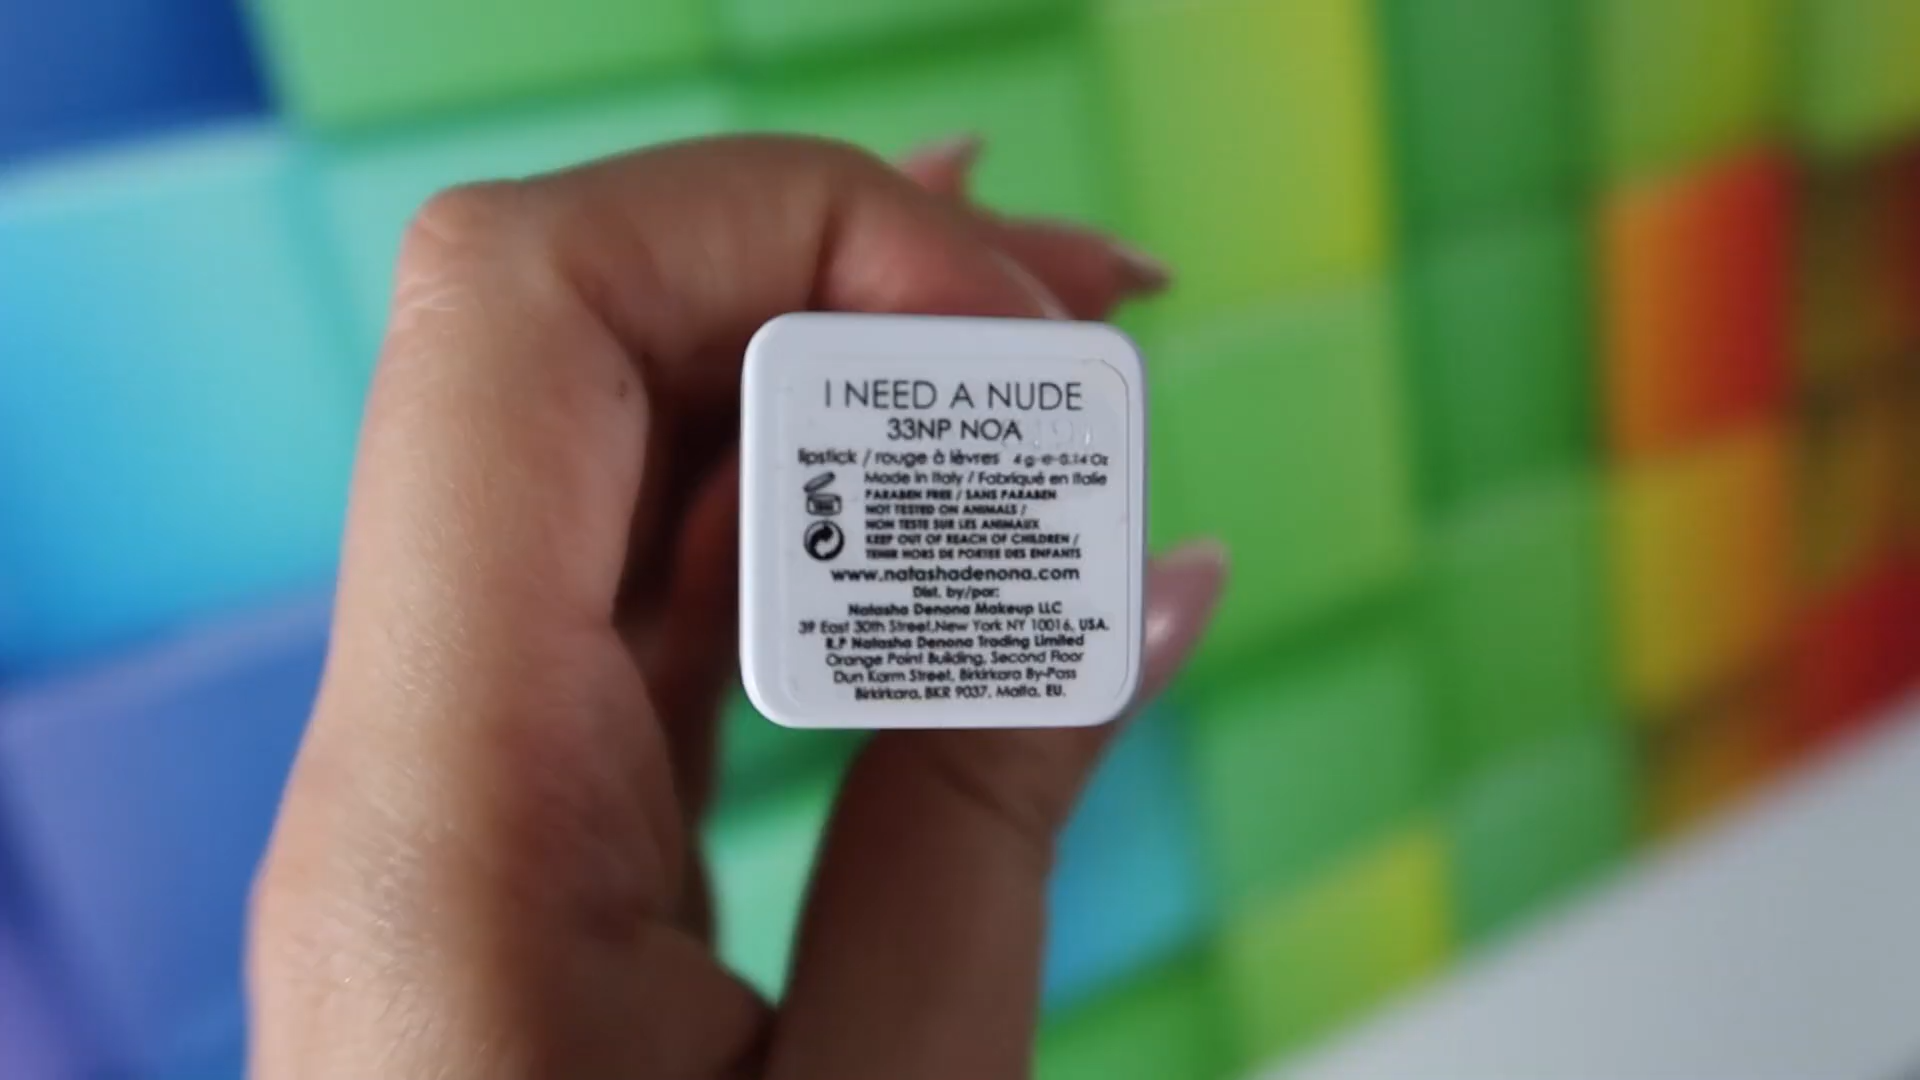 I NEED A NUDE
33NP NOA
lipstick / rouge à lèvres 4 g ℮ 0.14 Oz
Made in Italy / Fabriqué en Italie
PARABEN FREE / SANS PARABEN
NOT TESTED ON ANIMALS /
NON TESTE SUR LES ANIMAUX
KEEP OUT OF REACH OF CHILDREN /
TENIR HORS DE PORTEE DES ENFANTS
www.natashadenona.com
Dist. by/par:
Natasha Denona Makeup LLC
39 East 30th Street,New York NY 10016, USA.
R.P Natasha Denona Trading Limited
Orange Point Building, Second Floor
Dun Karm Street, Birkirkara By-Pass
Birkirkara, BKR 9037, Malta, EU.